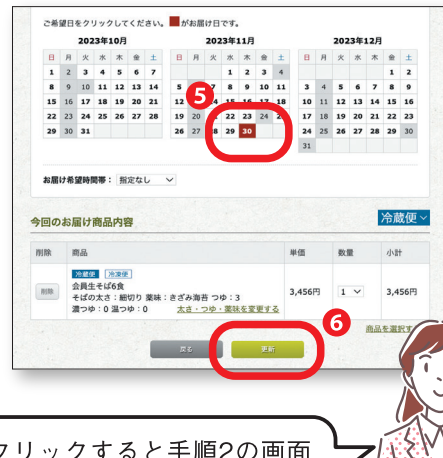 ご希望日をクリックしてください。 がお届け日です。
2023年10月 2023年11月 2023年12月
日 月 火 水 木 金 土 日 月 火 水 木 金 土 日 月 火 水 木 金 土
1 2 3 4 5 6 7 1 2 3 4 1 2
8 9 10 11 12 13 14 5 7 8 9 10 11 3 4 5 6 7 8 9
15 16 17 18 19 20 21 12 14 15 16 17 18 10 11 12 13 14 15 16
22 23 24 25 26 27 28 19 20 22 23 24 17 18 19 20 21 22 23
29 30 31 26 27 28 29 30 24 25 26 27 28 29 30
31
5
お届け希望時間帯： 指定なし
今回のお届け商品内容
冷蔵便
削除 商品 単価 数量 小計
冷蔵便 冷凍便
削除 会員生そば6食 3,456円 1 3,456円
そばの太さ：細切り 薬味：きざみ海苔 つゆ：3
濃つゆ：0 温つゆ：0 太さ・つゆ・薬味を変更する
6
商品を選択す
戻る 更新
クリックすると手順2の画面